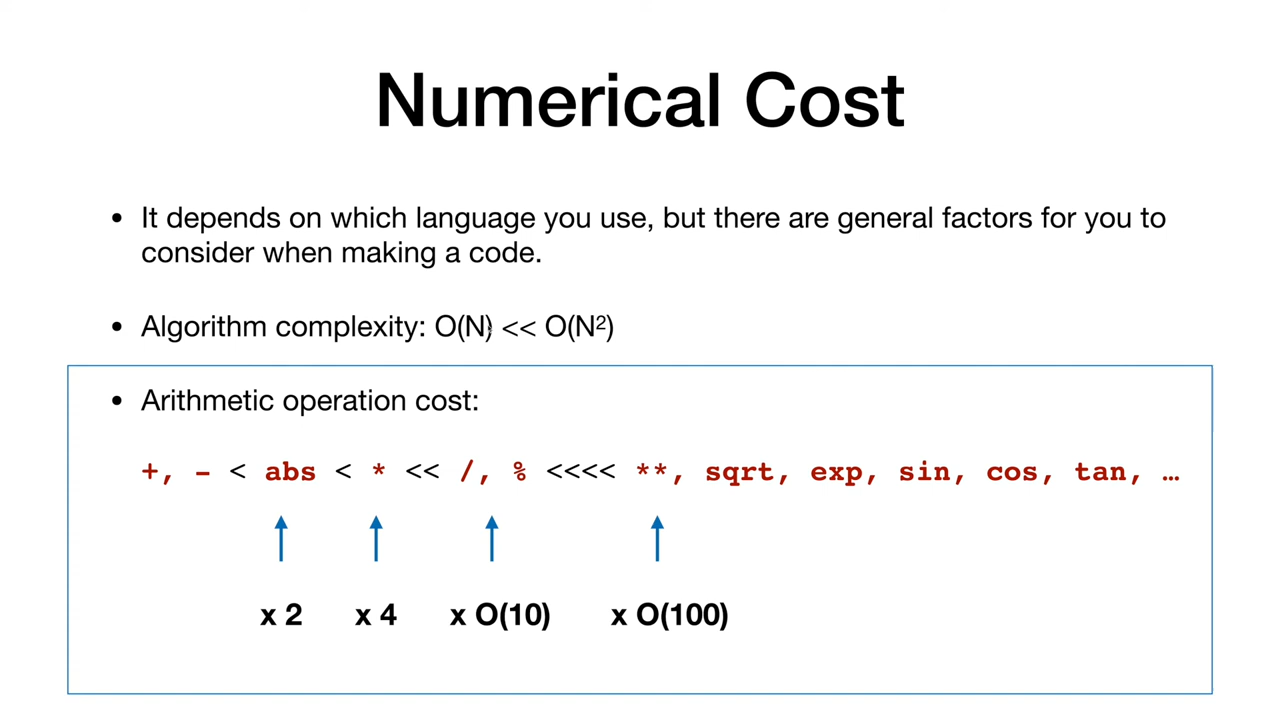 Numerical Cost
• It depends on which language you use, but there are general factors for you to
consider when making a code.
• Algorithm complexity: O(N) << O(N²)
• Arithmetic operation cost:
+, - < abs < * << /, % <<<< **, sqrt, exp, sin, cos, tan, …
x 2 x 4 x O(10) x O(100)